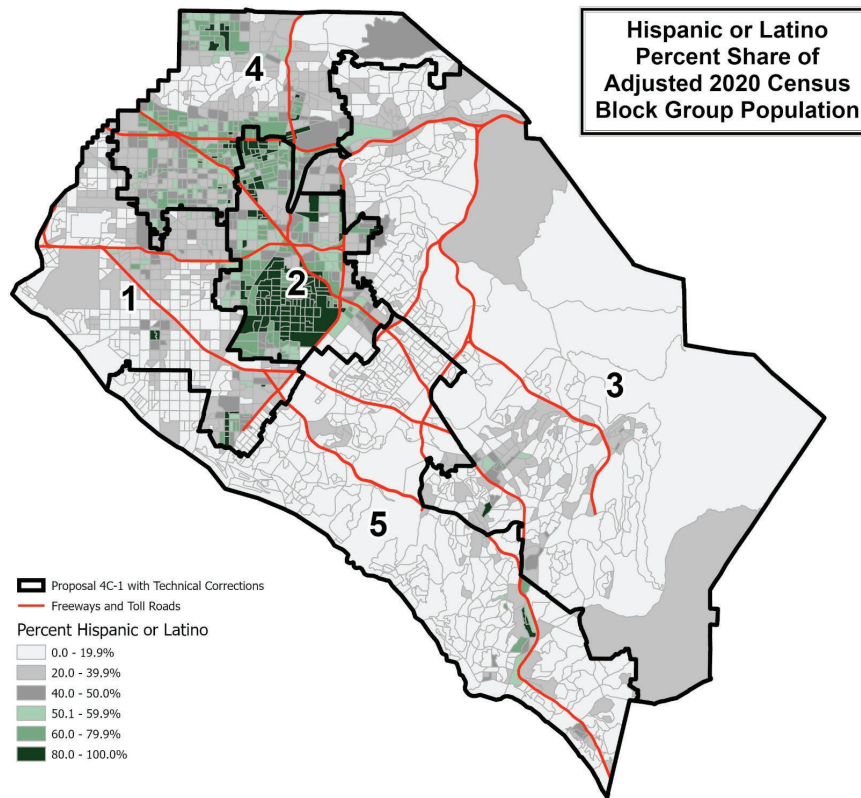 Hispanic or Latino
Percent Share of
Adjusted 2020 Census
Block Group Population
4
2
1
3
5
Proposal 4C-1 with Technical Corrections
Freeways and Toll Roads
Percent Hispanic or Latino
0.0 - 19.9%
20.0 - 39.9%
40.0 - 50.0%
50.1 - 59.9%
60.0 - 79.9%
80.0 - 100.0%